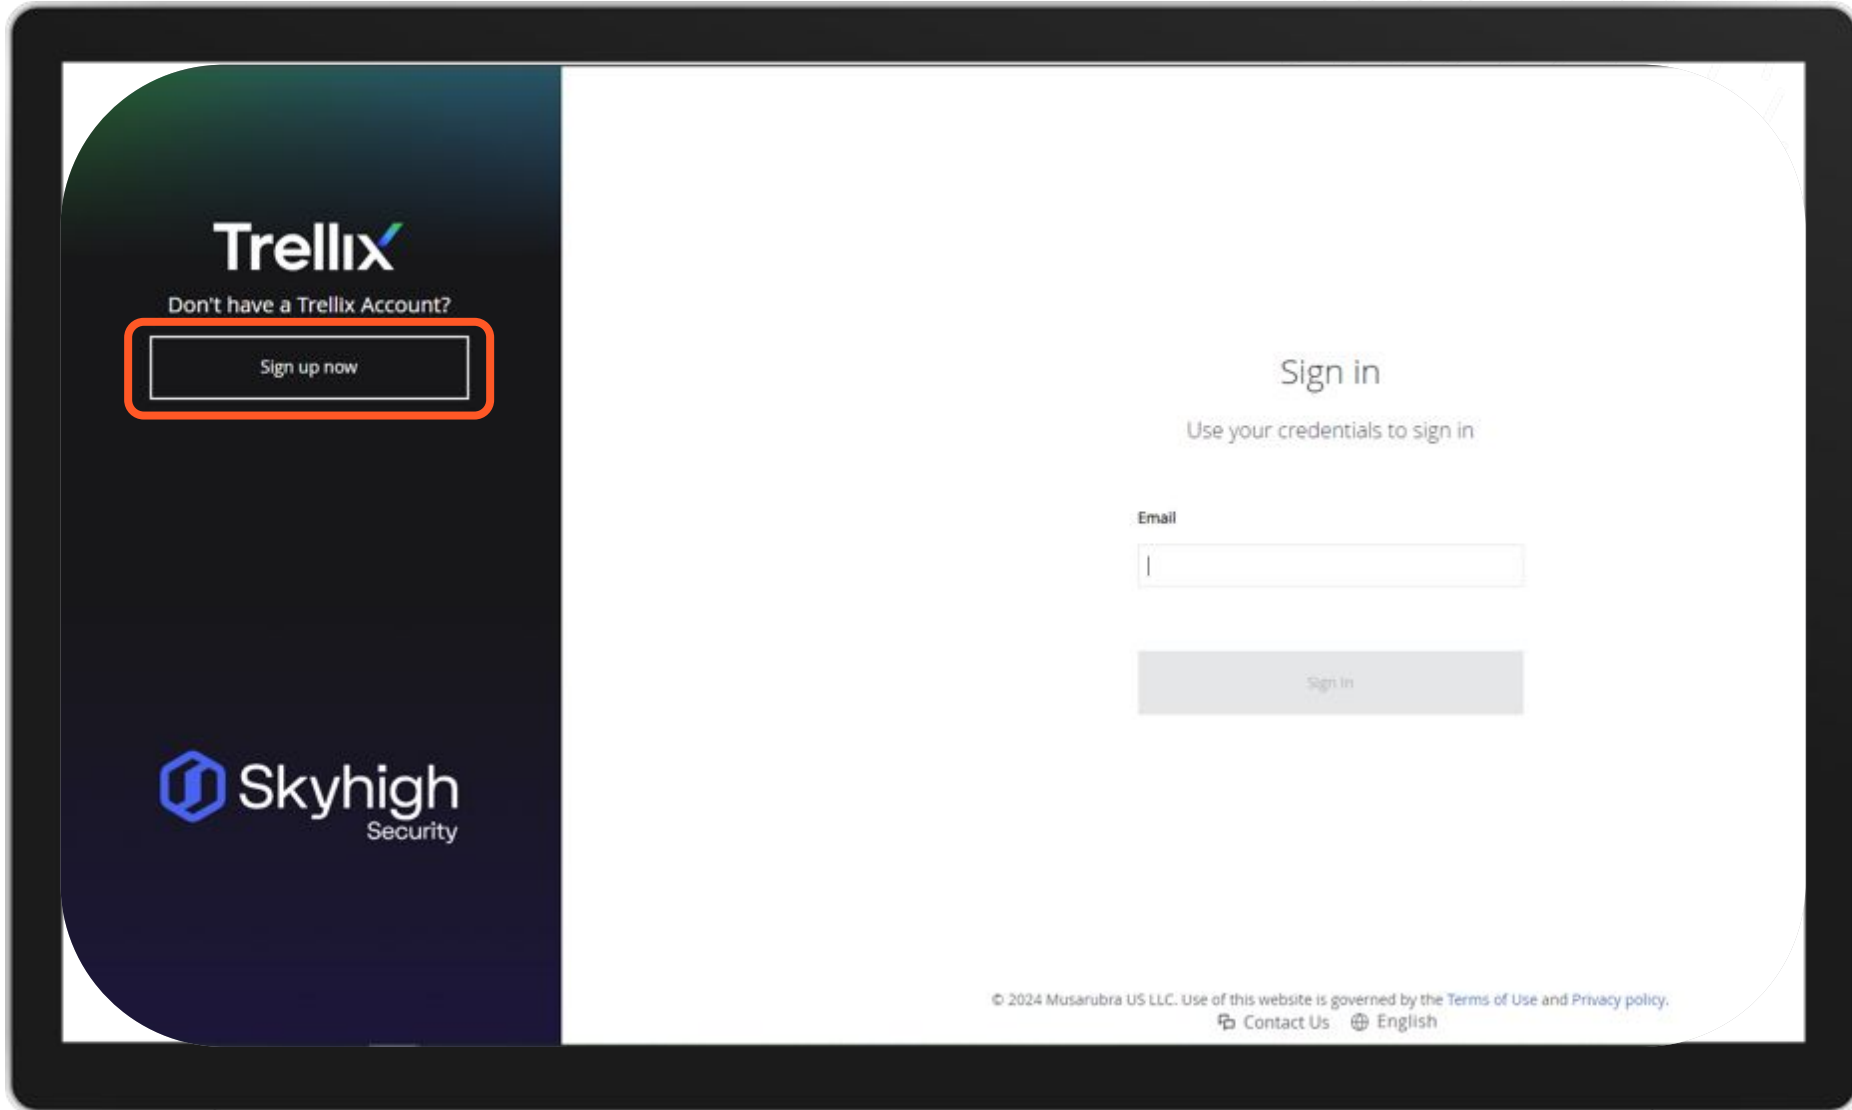 Trellix
Don't have a Trellix Account?
Sign up now
Skyhigh
Security
Sign in
Use your credentials to sign in
Email
Sign In
© 2024 Musarubra US LLC. Use of this website is governed by the Terms of Use and Privacy policy.
Contact Us English